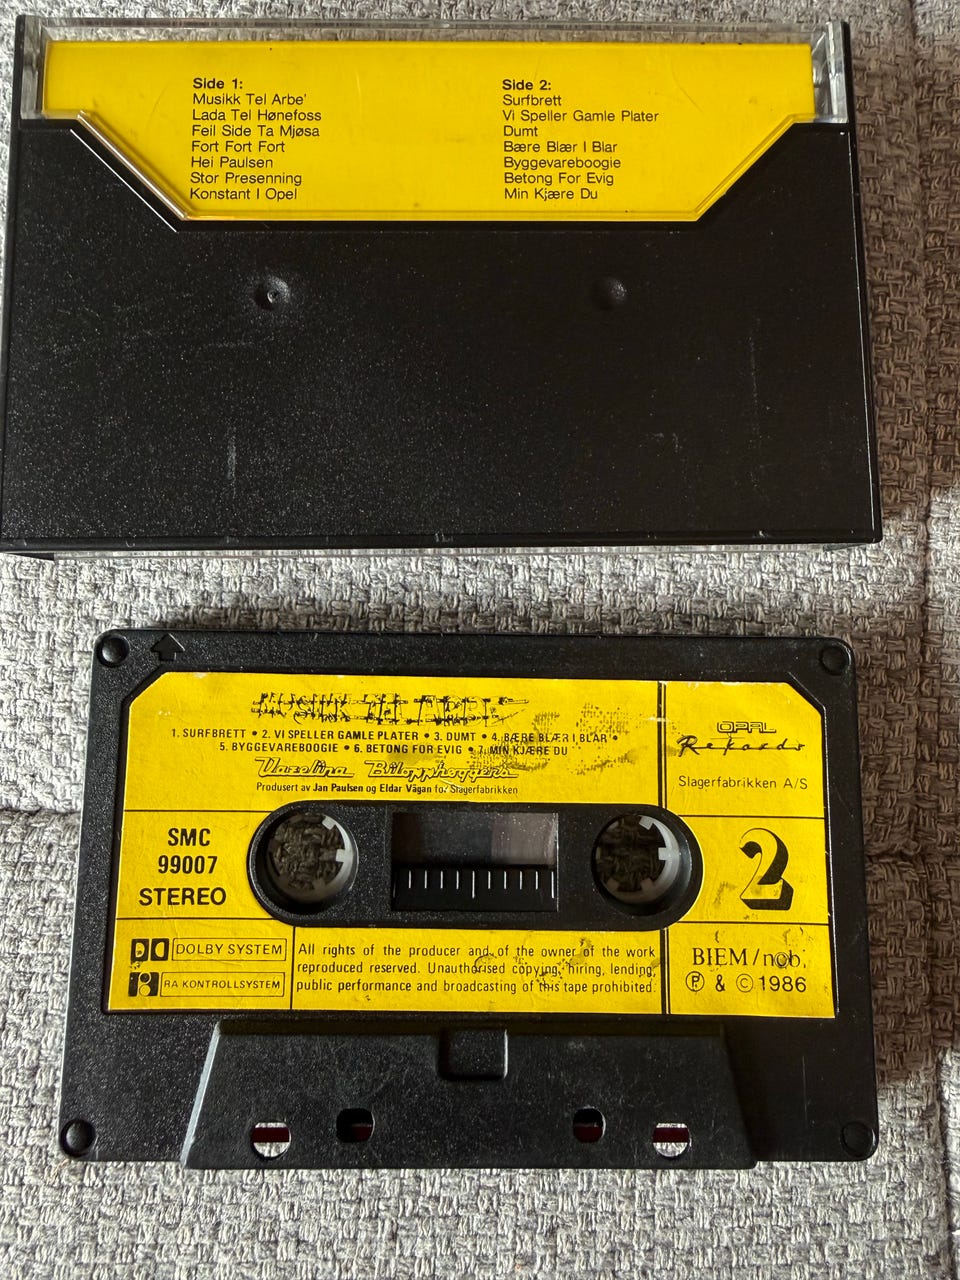 Side 1:
Musikk Tel Arbe'
Lada Tel Hønefoss
Feil Side Ta Mjøsa
Fort Fort Fort
Hei Paulsen
Stor Presenning
Konstant I Opel
Side 2:
Surfbrett
Vi Speller Gamle Plater
Dumt
Bære Blær I Blar
Byggevareboogie
Betong For Evig
Min Kjære Du
MUSIKK TEL ARBE'
1. SURFBRETT • 2. VI SPELLER GAMLE PLATER • 3. DUMT • 4. BÆRE BLÆR I BLAR •
5. BYGGEVAREBOOGIE • 6. BETONG FOR EVIG • 7. MIN KJÆRE DU
Vazelina Bilopphøggers
Produsert av Jan Paulsen og Eldar Vågan for Slagerfabrikken
OPAL
Rekords
Slagerfabrikken A/S
SMC
99007
STEREO
2
DOLBY SYSTEM
RA KONTROLLSYSTEM
All rights of the producer and of the owner of the work
reproduced reserved. Unauthorised copying, hiring, lending,
public performance and broadcasting of this tape prohibited.
BIEM/nob
Ⓟ & © 1986